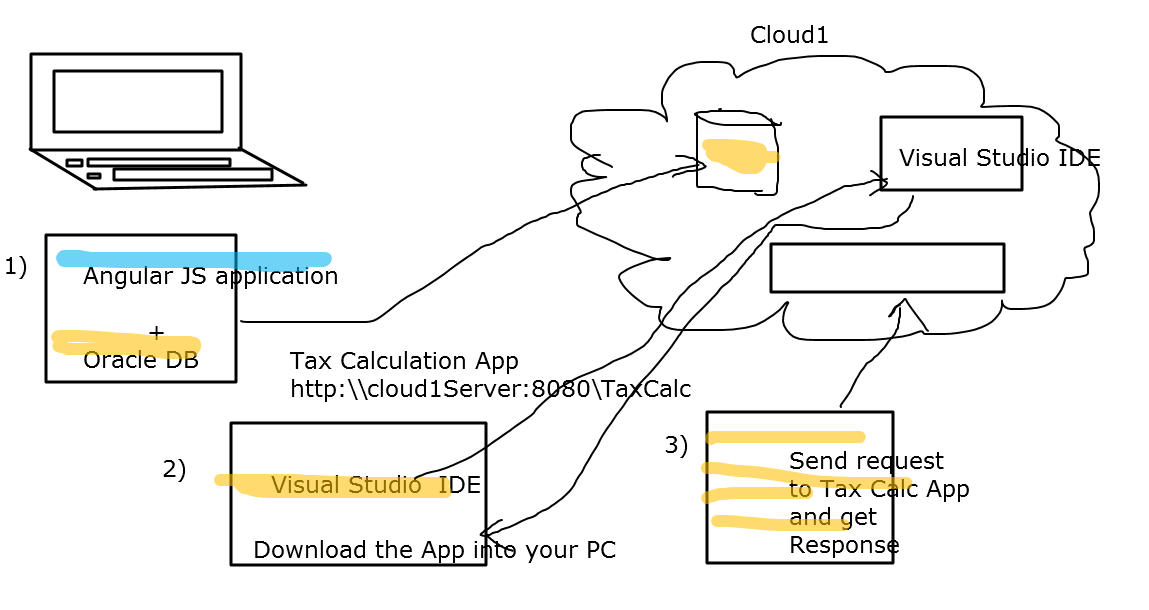 Cloud1
Visual Studio IDE
1)
Angular JS application
+
Oracle DB
Tax Calculation App
http:\\cloud1Server:8080\TaxCalc
2)
Visual Studio IDE
Download the App into your PC
3)
Send request
to Tax Calc App
and get
Response